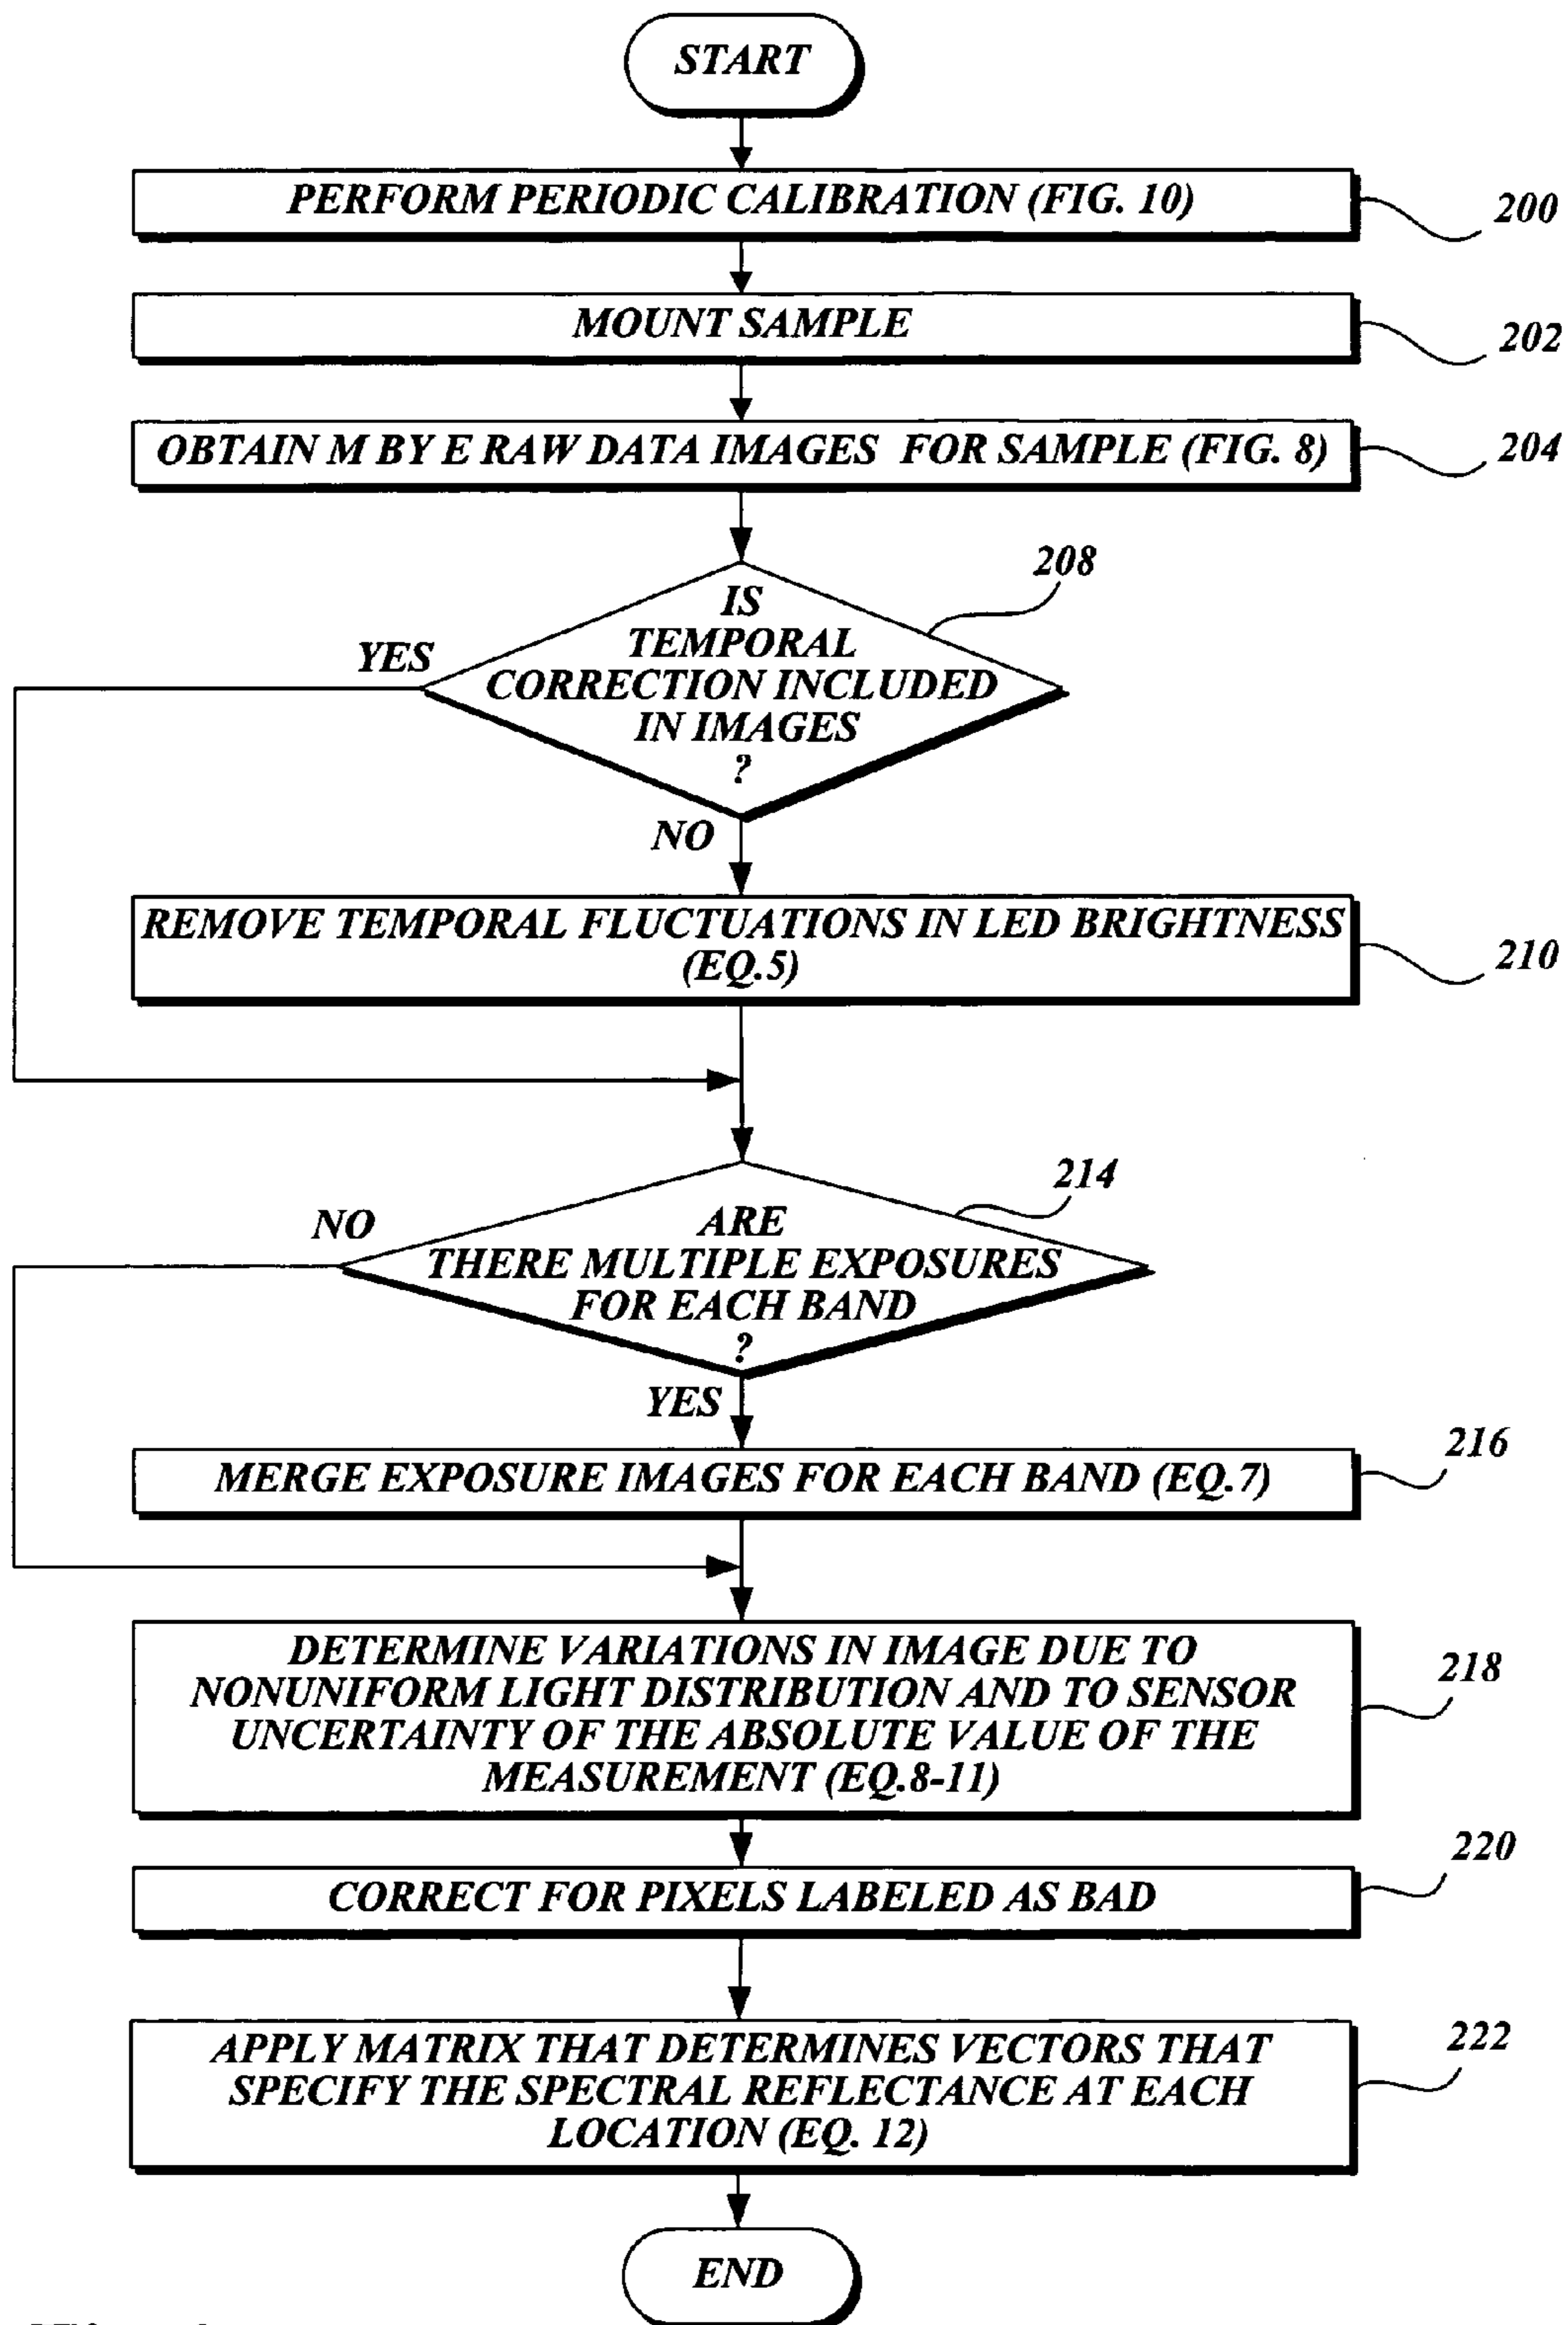 START
PERFORM PERIODIC CALIBRATION (FIG. 10)
200
MOUNT SAMPLE
202
OBTAIN M BY E RAW DATA IMAGES FOR SAMPLE (FIG. 8)
204
208
IS
TEMPORAL
CORRECTION INCLUDED
IN IMAGES
?
YES
NO
REMOVE TEMPORAL FLUCTUATIONS IN LED BRIGHTNESS
(EQ.5)
210
214
ARE
THERE MULTIPLE EXPOSURES
FOR EACH BAND
?
NO
YES
MERGE EXPOSURE IMAGES FOR EACH BAND (EQ.7)
216
DETERMINE VARIATIONS IN IMAGE DUE TO
NONUNIFORM LIGHT DISTRIBUTION AND TO SENSOR
UNCERTAINTY OF THE ABSOLUTE VALUE OF THE
MEASUREMENT (EQ.8-11)
218
CORRECT FOR PIXELS LABELED AS BAD
220
APPLY MATRIX THAT DETERMINES VECTORS THAT
SPECIFY THE SPECTRAL REFLECTANCE AT EACH
LOCATION (EQ. 12)
222
END